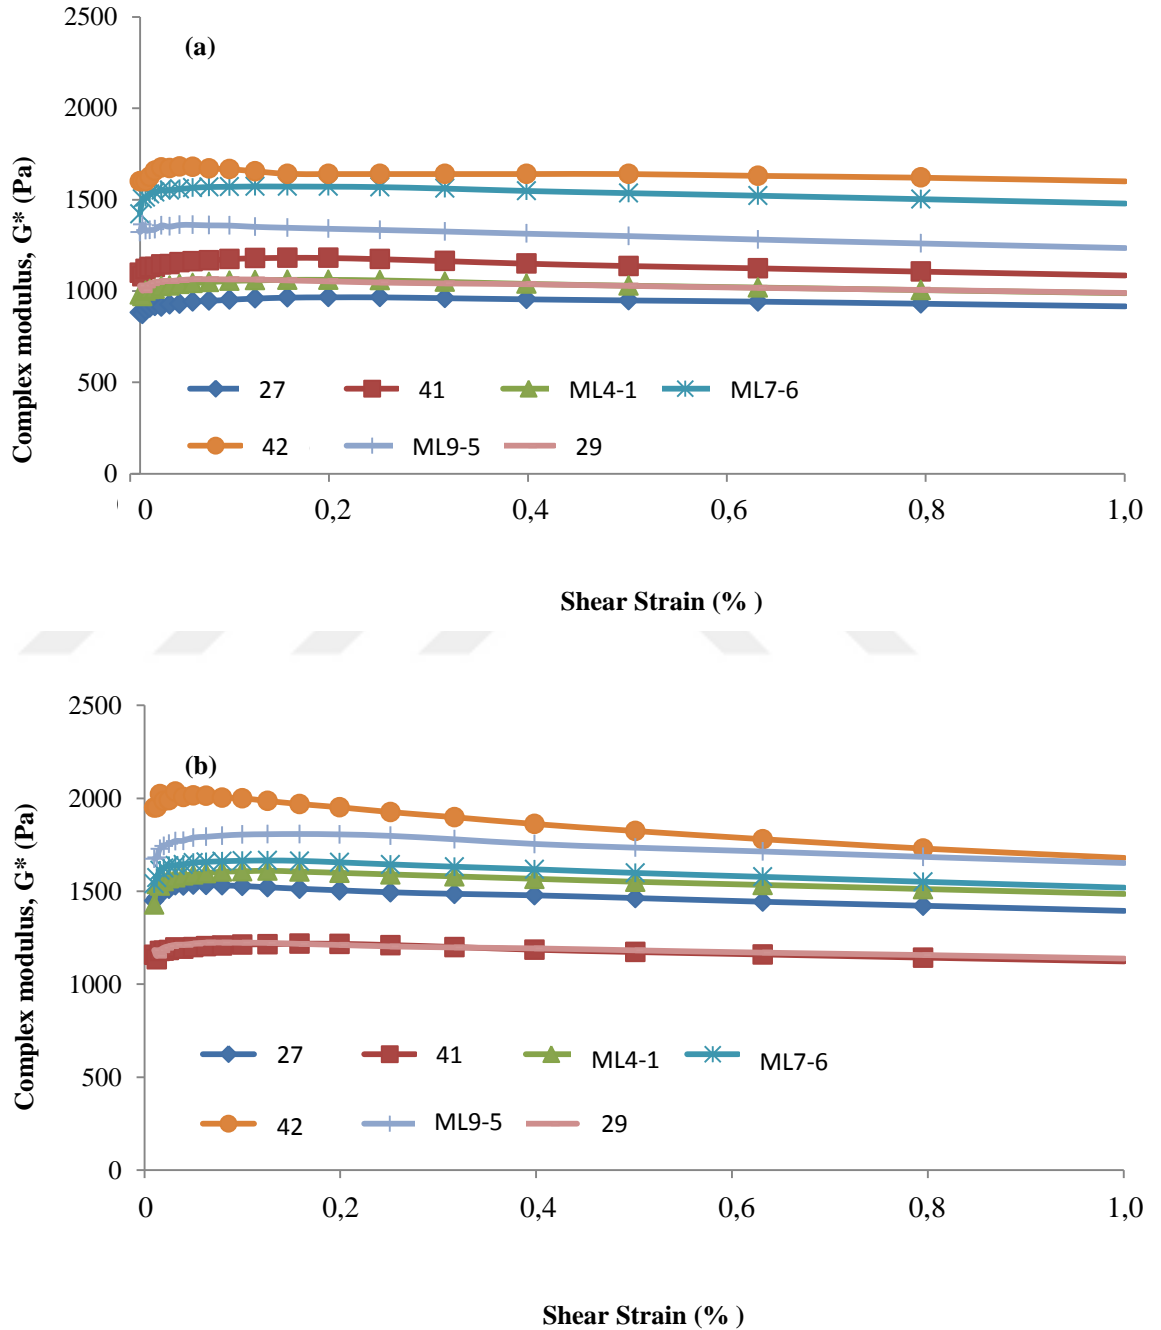 2500
(a)
2000
1500
1000
500
0
Complex modulus, G* (Pa)
27 41 ML4-1 ML7-6
42 ML9-5 29
0 0,2 0,4 0,6 0,8 1,0
Shear Strain (% )
2500
(b)
2000
1500
1000
500
0
Complex modulus, G* (Pa)
27 41 ML4-1 ML7-6
42 ML9-5 29
0 0,2 0,4 0,6 0,8 1,0
Shear Strain (% )